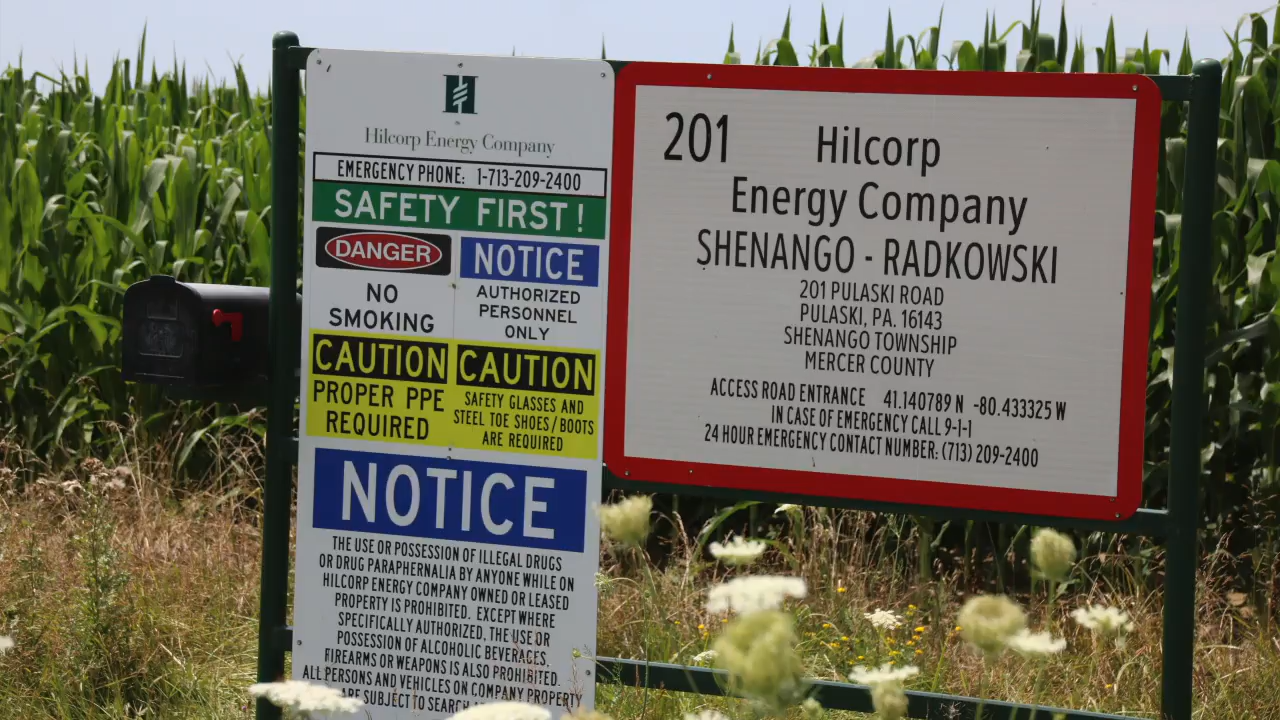 H
Hilcorp Energy Company
EMERGENCY PHONE: 1-713-209-2400
SAFETY FIRST!
DANGER
NO
SMOKING
NOTICE
AUTHORIZED
PERSONNEL
ONLY
CAUTION
PROPER PPE
REQUIRED
CAUTION
SAFETY GLASSES AND
STEEL TOE SHOES/BOOTS
ARE REQUIRED
NOTICE
THE USE OR POSSESSION OF ILLEGAL DRUGS
OR DRUG PARAPHERNALIA BY ANYONE WHILE ON
HILCORP ENERGY COMPANY OWNED OR LEASED
PROPERTY IS PROHIBITED. EXCEPT WHERE
SPECIFICALLY AUTHORIZED, THE USE OR
POSSESSION OF ALCOHOLIC BEVERAGES,
FIREARMS OR WEAPONS IS ALSO PROHIBITED.
ALL PERSONS AND VEHICLES ON COMPANY PROPERTY
ARE SUBJECT TO SEARCH
201 Hilcorp
Energy Company
SHENANGO - RADKOWSKI
201 PULASKI ROAD
PULASKI, PA. 16143
SHENANGO TOWNSHIP
MERCER COUNTY
ACCESS ROAD ENTRANCE 41.140789 N -80.433325 W
IN CASE OF EMERGENCY CALL 9-1-1
24 HOUR EMERGENCY CONTACT NUMBER: (713) 209-2400